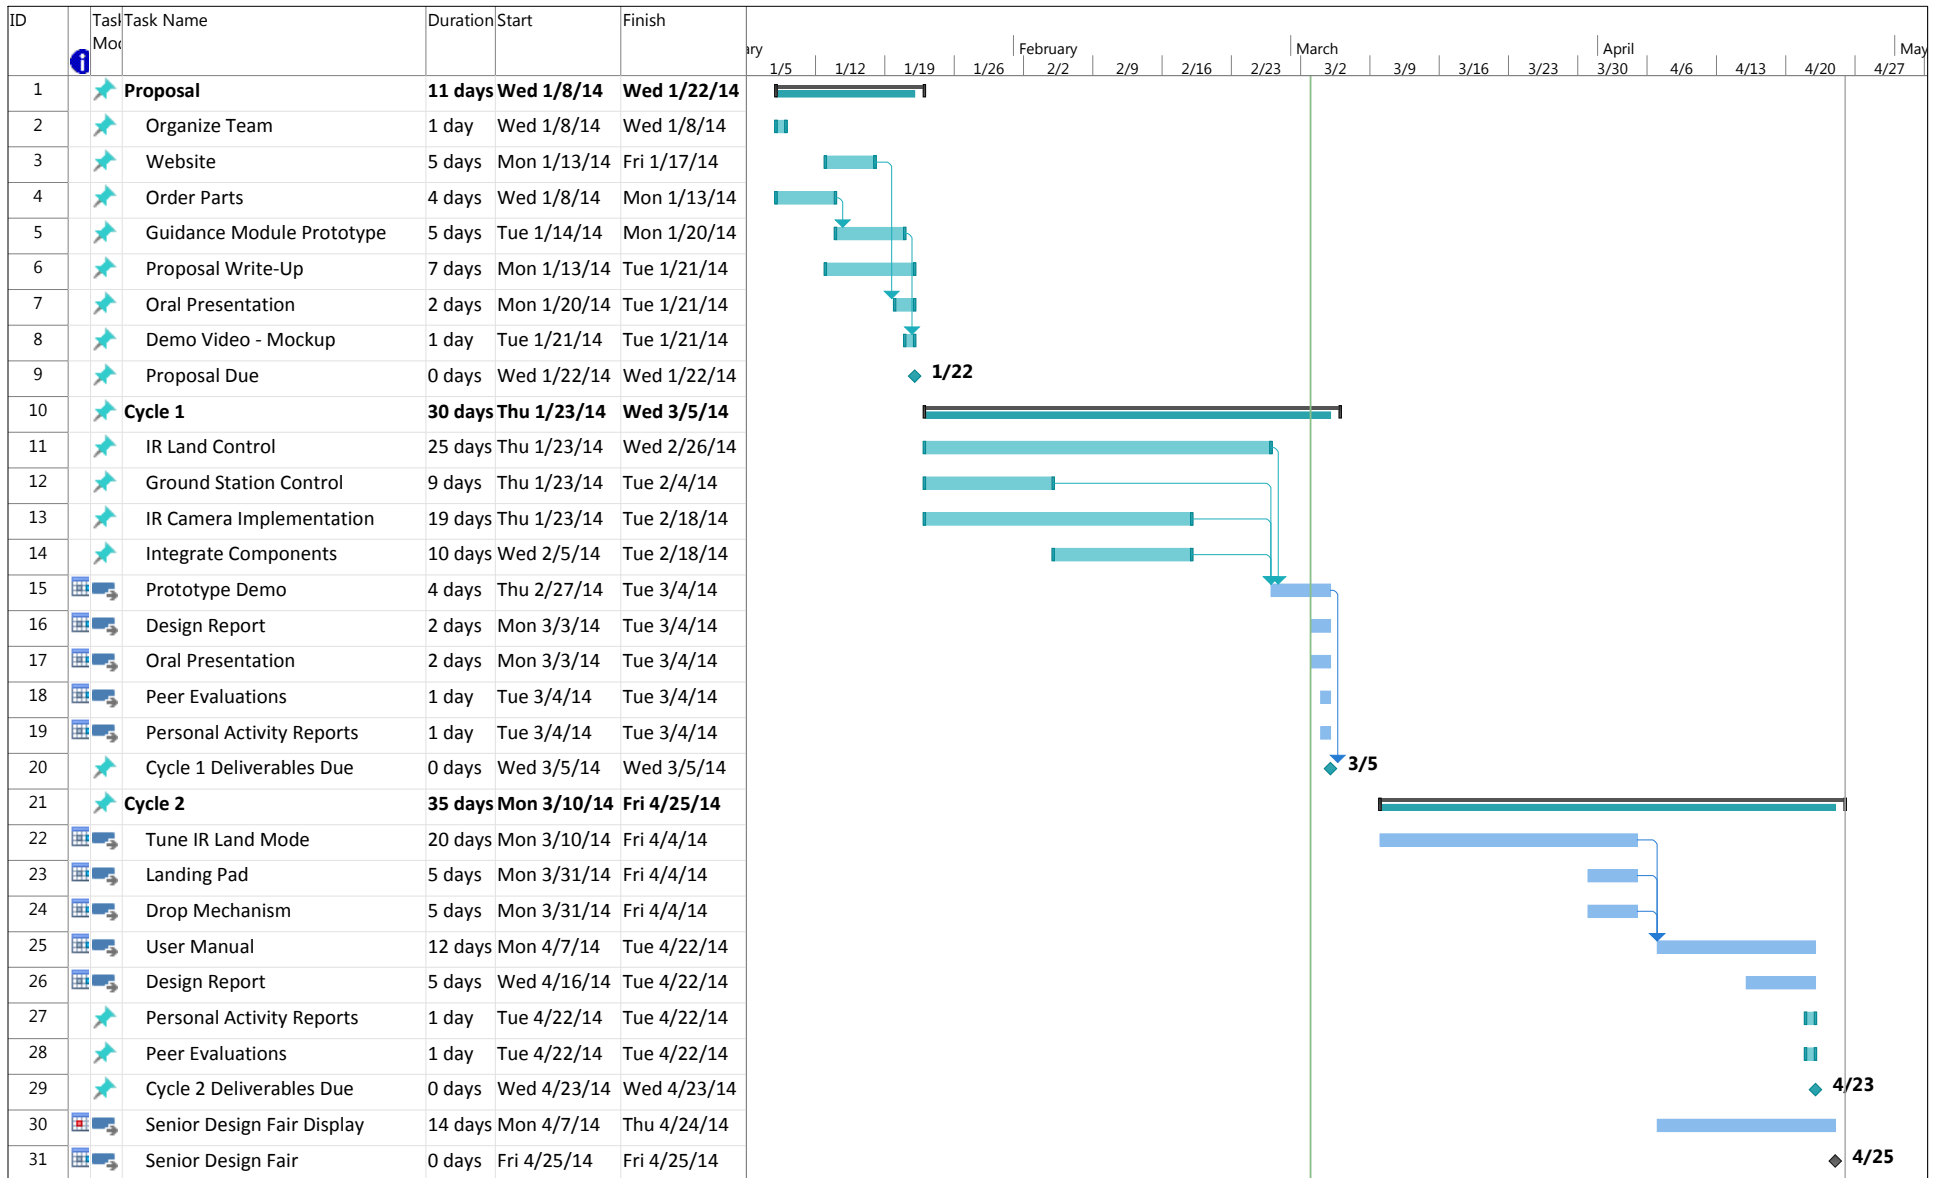 ID Task Task Name Duration Start Finish
Mod
ary February March April May
1/5 1/12 1/19 1/26 2/2 2/9 2/16 2/23 3/2 3/9 3/16 3/23 3/30 4/6 4/13 4/20 4/27
1 Proposal 11 days Wed 1/8/14 Wed 1/22/14
2 Organize Team 1 day Wed 1/8/14 Wed 1/8/14
3 Website 5 days Mon 1/13/14 Fri 1/17/14
4 Order Parts 4 days Wed 1/8/14 Mon 1/13/14
5 Guidance Module Prototype 5 days Tue 1/14/14 Mon 1/20/14
6 Proposal Write-Up 7 days Mon 1/13/14 Tue 1/21/14
7 Oral Presentation 2 days Mon 1/20/14 Tue 1/21/14
8 Demo Video - Mockup 1 day Tue 1/21/14 Tue 1/21/14
9 Proposal Due 0 days Wed 1/22/14 Wed 1/22/14 1/22
10 Cycle 1 30 days Thu 1/23/14 Wed 3/5/14
11 IR Land Control 25 days Thu 1/23/14 Wed 2/26/14
12 Ground Station Control 9 days Thu 1/23/14 Tue 2/4/14
13 IR Camera Implementation 19 days Thu 1/23/14 Tue 2/18/14
14 Integrate Components 10 days Wed 2/5/14 Tue 2/18/14
15 Prototype Demo 4 days Thu 2/27/14 Tue 3/4/14
16 Design Report 2 days Mon 3/3/14 Tue 3/4/14
17 Oral Presentation 2 days Mon 3/3/14 Tue 3/4/14
18 Peer Evaluations 1 day Tue 3/4/14 Tue 3/4/14
19 Personal Activity Reports 1 day Tue 3/4/14 Tue 3/4/14
20 Cycle 1 Deliverables Due 0 days Wed 3/5/14 Wed 3/5/14 3/5
21 Cycle 2 35 days Mon 3/10/14 Fri 4/25/14
22 Tune IR Land Mode 20 days Mon 3/10/14 Fri 4/4/14
23 Landing Pad 5 days Mon 3/31/14 Fri 4/4/14
24 Drop Mechanism 5 days Mon 3/31/14 Fri 4/4/14
25 User Manual 12 days Mon 4/7/14 Tue 4/22/14
26 Design Report 5 days Wed 4/16/14 Tue 4/22/14
27 Personal Activity Reports 1 day Tue 4/22/14 Tue 4/22/14
28 Peer Evaluations 1 day Tue 4/22/14 Tue 4/22/14
29 Cycle 2 Deliverables Due 0 days Wed 4/23/14 Wed 4/23/14 4/23
30 Senior Design Fair Display 14 days Mon 4/7/14 Thu 4/24/14
31 Senior Design Fair 0 days Fri 4/25/14 Fri 4/25/14 4/25